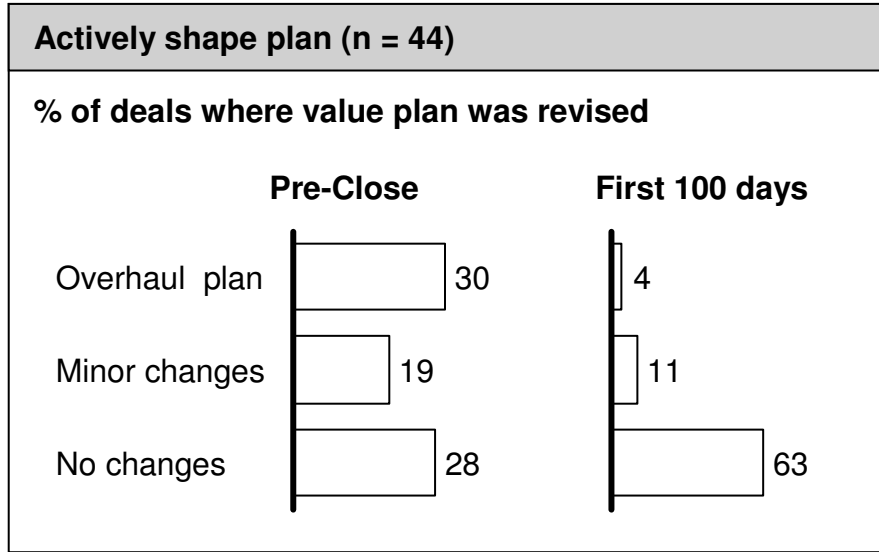 Actively shape plan (n = 44)
% of deals where value plan was revised
Pre-Close First 100 days
Overhaul plan 30 4
Minor changes 19 11
No changes 28 63